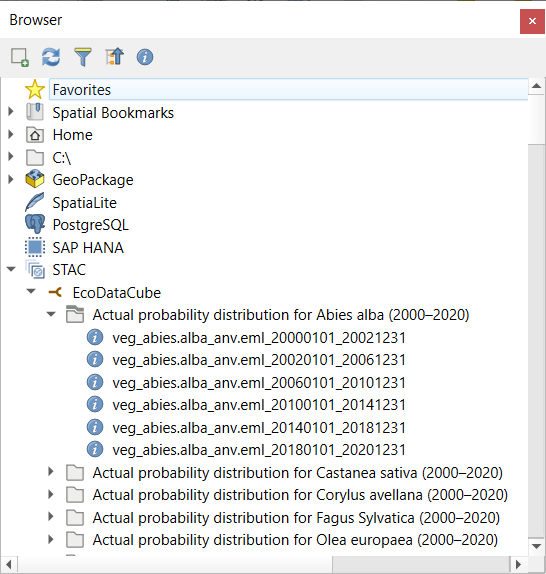 Browser
Favorites
Spatial Bookmarks
Home
C:\
GeoPackage
SpatiaLite
PostgreSQL
SAP HANA
STAC
EcoDataCube
Actual probability distribution for Abies alba (2000–2020)
veg_abies.alba_anv.eml_20000101_20021231
veg_abies.alba_anv.eml_20020101_20061231
veg_abies.alba_anv.eml_20060101_20101231
veg_abies.alba_anv.eml_20100101_20141231
veg_abies.alba_anv.eml_20140101_20181231
veg_abies.alba_anv.eml_20180101_20201231
Actual probability distribution for Castanea sativa (2000–2020)
Actual probability distribution for Corylus avellana (2000–2020)
Actual probability distribution for Fagus Sylvatica (2000–2020)
Actual probability distribution for Olea europaea (2000–2020)